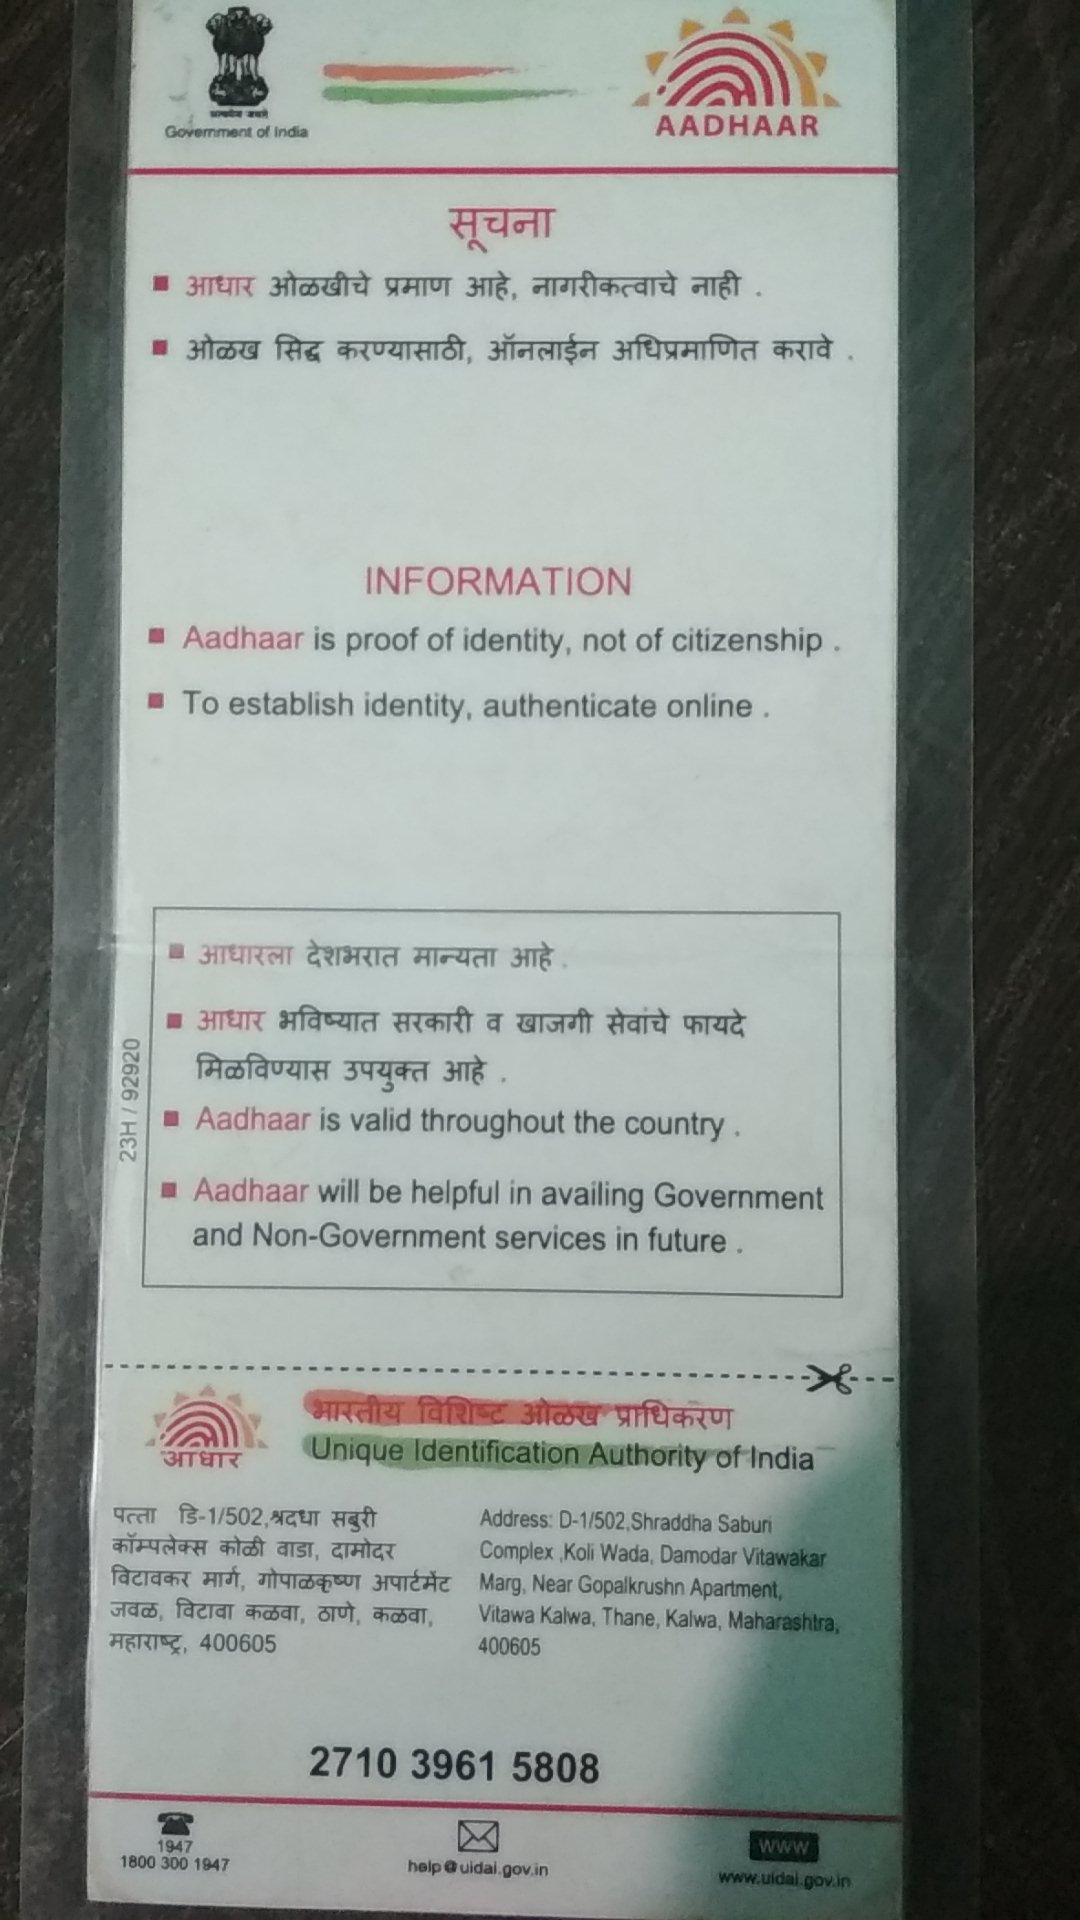 सत्यमेव जयते
Government of India
AADHAAR
सूचना
आधार ओळखीचे प्रमाण आहे, नागरीकत्वाचे नाही .
ओळख सिद्ध करण्यासाठी, ऑनलाईन अधिप्रमाणित करावे .
INFORMATION
Aadhaar is proof of identity, not of citizenship .
To establish identity, authenticate online .
आधारला देशभरात मान्यता आहे .
आधार भविष्यात सरकारी व खाजगी सेवांचे फायदे
मिळविण्यास उपयुक्त आहे .
Aadhaar is valid throughout the country .
Aadhaar will be helpful in availing Government
and Non-Government services in future .
23H / 92920
आधार
भारतीय विशिष्ट ओळख प्राधिकरण
Unique Identification Authority of India
पत्ता डि-1/502,श्रदधा सबुरी
कॉम्पलेक्स कोळी वाडा, दामोदर
विटावकर मार्ग, गोपाळकृष्ण अपार्टमेंट
जवळ, विटावा कळवा, ठाणे, कळवा,
महाराष्ट्र, 400605
Address: D-1/502,Shraddha Saburi
Complex ,Koli Wada, Damodar Vitawakar
Marg, Near Gopalkrushn Apartment,
Vitawa Kalwa, Thane, Kalwa, Maharashtra,
400605
2710 3961 5808
1947
1800 300 1947
help@uidai.gov.in
WWW
www.uidai.gov.in